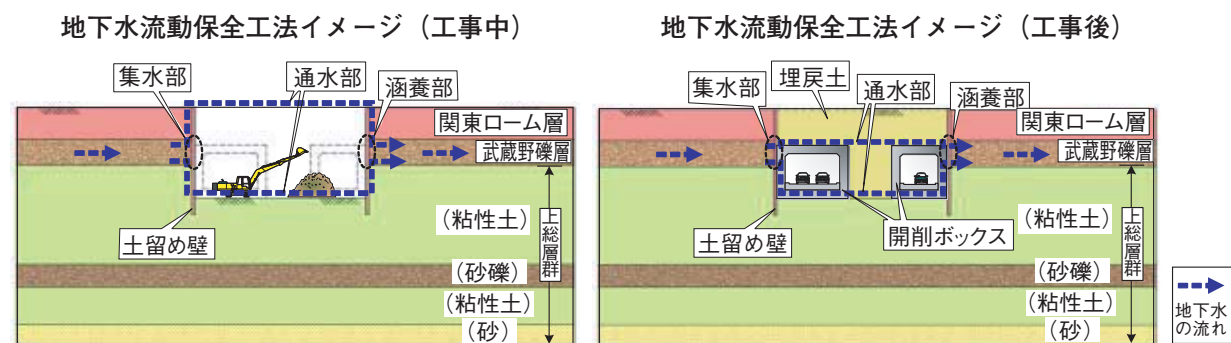 地下水流動保全工法イメージ（工事中）
集水部
通水部
涵養部
関東ローム層
武蔵野礫層
土留め壁
（粘性土）
（砂礫）
（粘性土）
（砂）
上総層群
地下水流動保全工法イメージ（工事後）
集水部
埋戻土
通水部
涵養部
関東ローム層
武蔵野礫層
土留め壁
開削ボックス
（粘性土）
（砂礫）
（粘性土）
（砂）
上総層群
地下水
の流れ